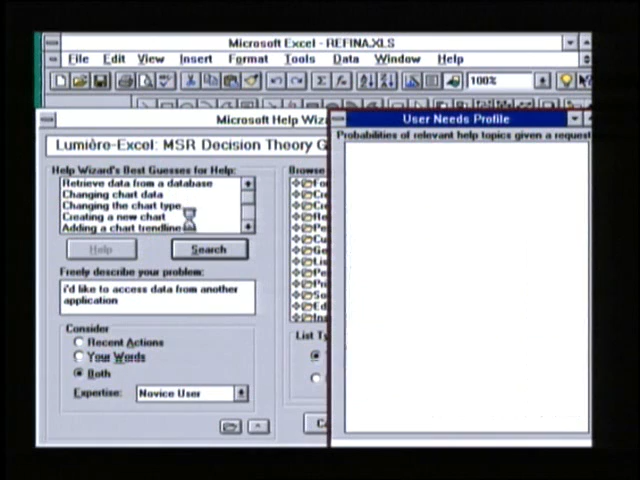 Microsoft Excel - REFINA.XLS
File Edit View Insert Format Tools Data Window Help
100%
Microsoft Help Wiz
User Needs Profile
Probabilities of relevant help topics given a request
Lumière-Excel: MSR Decision Theory G
Help Wizard's Best Guesses for Help:
Browse
Retrieve data from a database
Changing chart data
Changing the chart type
Creating a new chart
Adding a chart trendline
Help
Search
Freely describe your problem:
i'd like to access data from another
application
Consider
Recent Actions
Your Words
Both
Expertise:
Novice User
List Ty